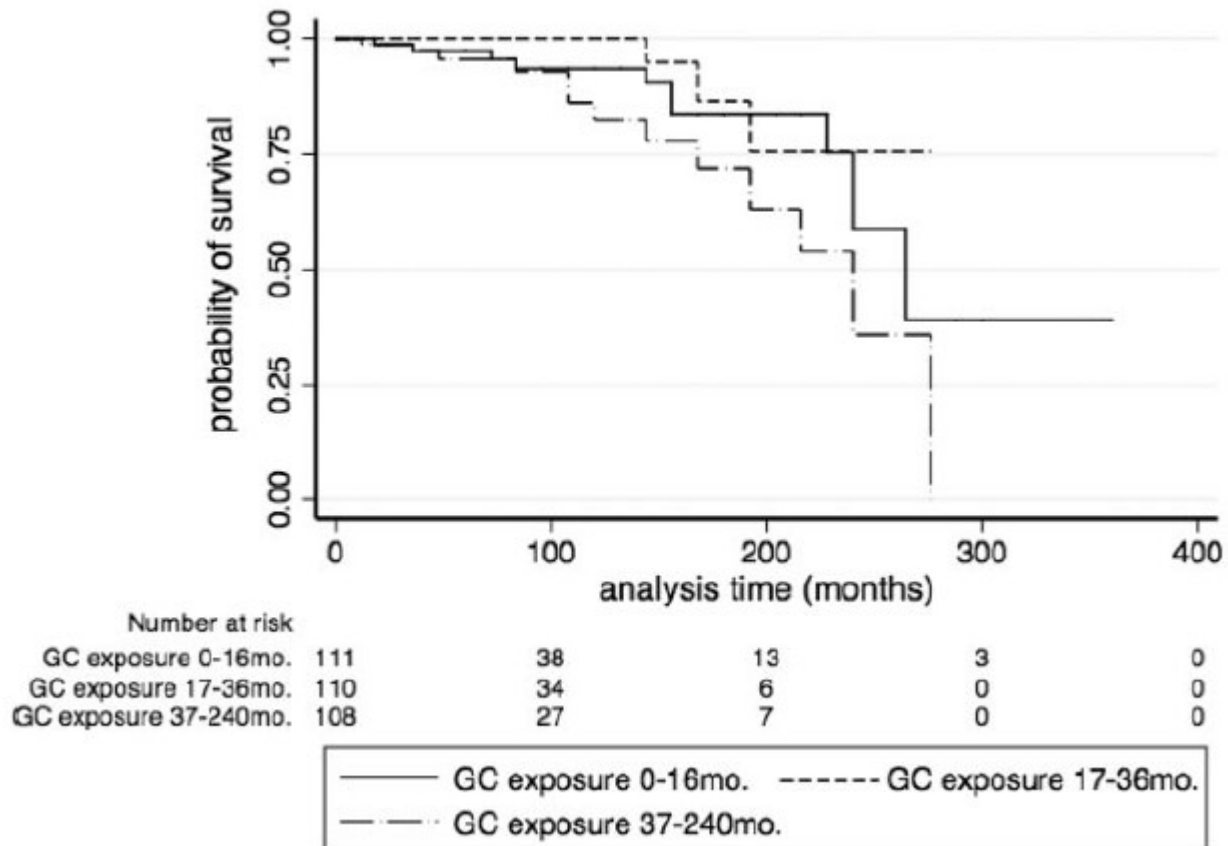 1.00
0.75
0.50
0.25
0.00
probability of survival
0 100 200 300 400
analysis time (months)
Number at risk
GC exposure 0-16mo. 111 38 13 3 0
GC exposure 17-36mo. 110 34 6 0 0
GC exposure 37-240mo. 108 27 7 0 0
GC exposure 0-16mo. GC exposure 17-36mo.
GC exposure 37-240mo.